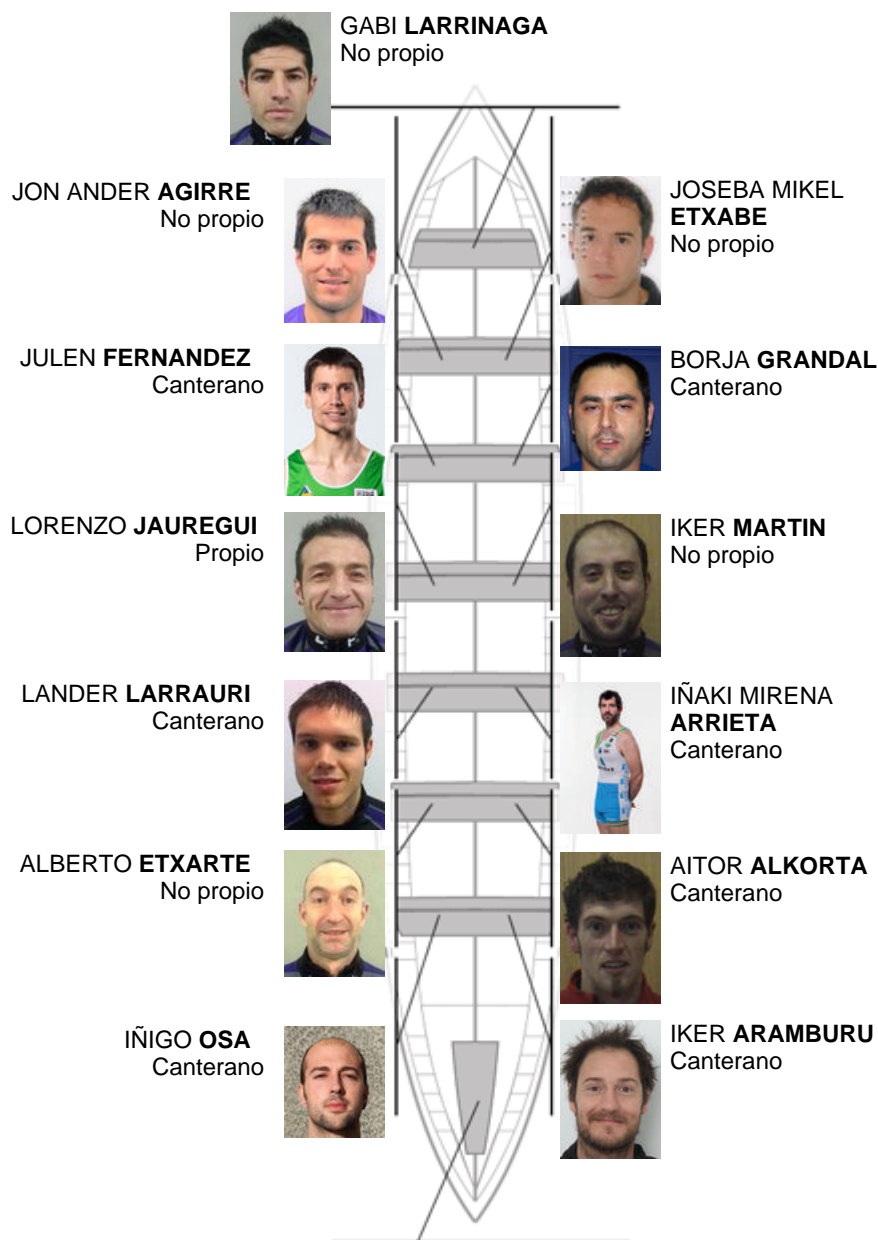 GABI LARRINAGA
No propio
JON ANDER AGIRRE
No propio
JOSEBA MIKEL
ETXABE
No propio
JULEN FERNANDEZ
Canterano
BORJA GRANDAL
Canterano
LORENZO JAUREGUI
Propio
IKER MARTIN
No propio
LANDER LARRAURI
Canterano
IÑAKI MIRENA
ARRIETA
Canterano
ALBERTO ETXARTE
No propio
AITOR ALKORTA
Canterano
IÑIGO OSA
Canterano
IKER ARAMBURU
Canterano